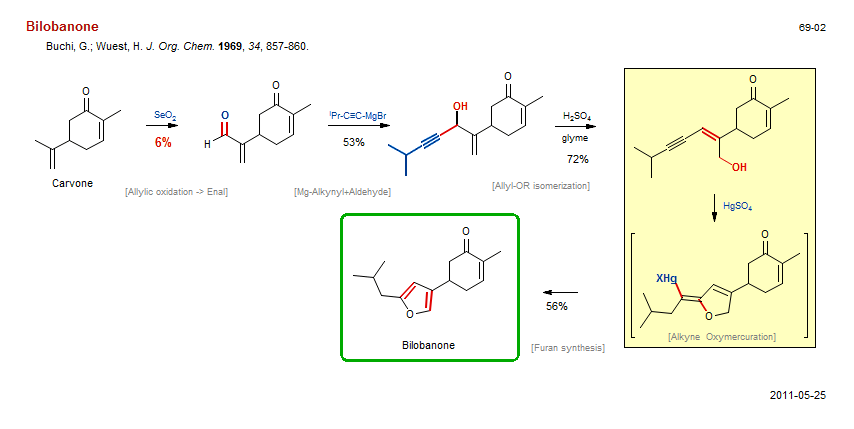 Bilobanone
69-02
Buchi, G.; Wuest, H. J. Org. Chem. 1969, 34, 857-860.
O
SeO2
6%
O
O
H
iPr-C≡C-MgBr
53%
OH
O
H2SO4
glyme
72%
O
OH
Carvone
[Allylic oxidation -> Enal]
[Mg-Alkynyl+Aldehyde]
[Allyl-OR isomerization]
HgSO4
O
O
Bilobanone
56%
[Furan synthesis]
O
XHg
O
[Alkyne Oxymercuration]
2011-05-25